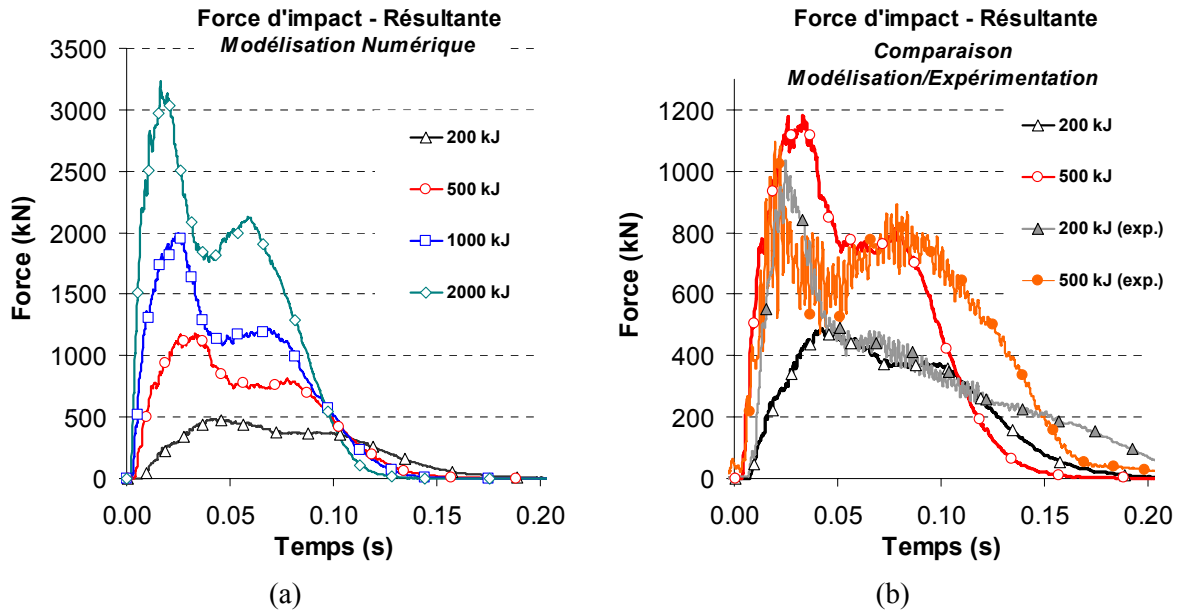 Force d'impact - Résultante
Modélisation Numérique
3500
3000
2500
2000
1500
1000
500
0
Force (kN)
200 kJ
500 kJ
1000 kJ
2000 kJ
0.00 0.05 0.10 0.15 0.20
Temps (s)
(a)
Force d'impact - Résultante
Comparaison
Modélisation/Expérimentation
1200
1000
800
600
400
200
0
Force (kN)
200 kJ
500 kJ
200 kJ (exp.)
500 kJ (exp.)
0.00 0.05 0.10 0.15 0.20
Temps (s)
(b)